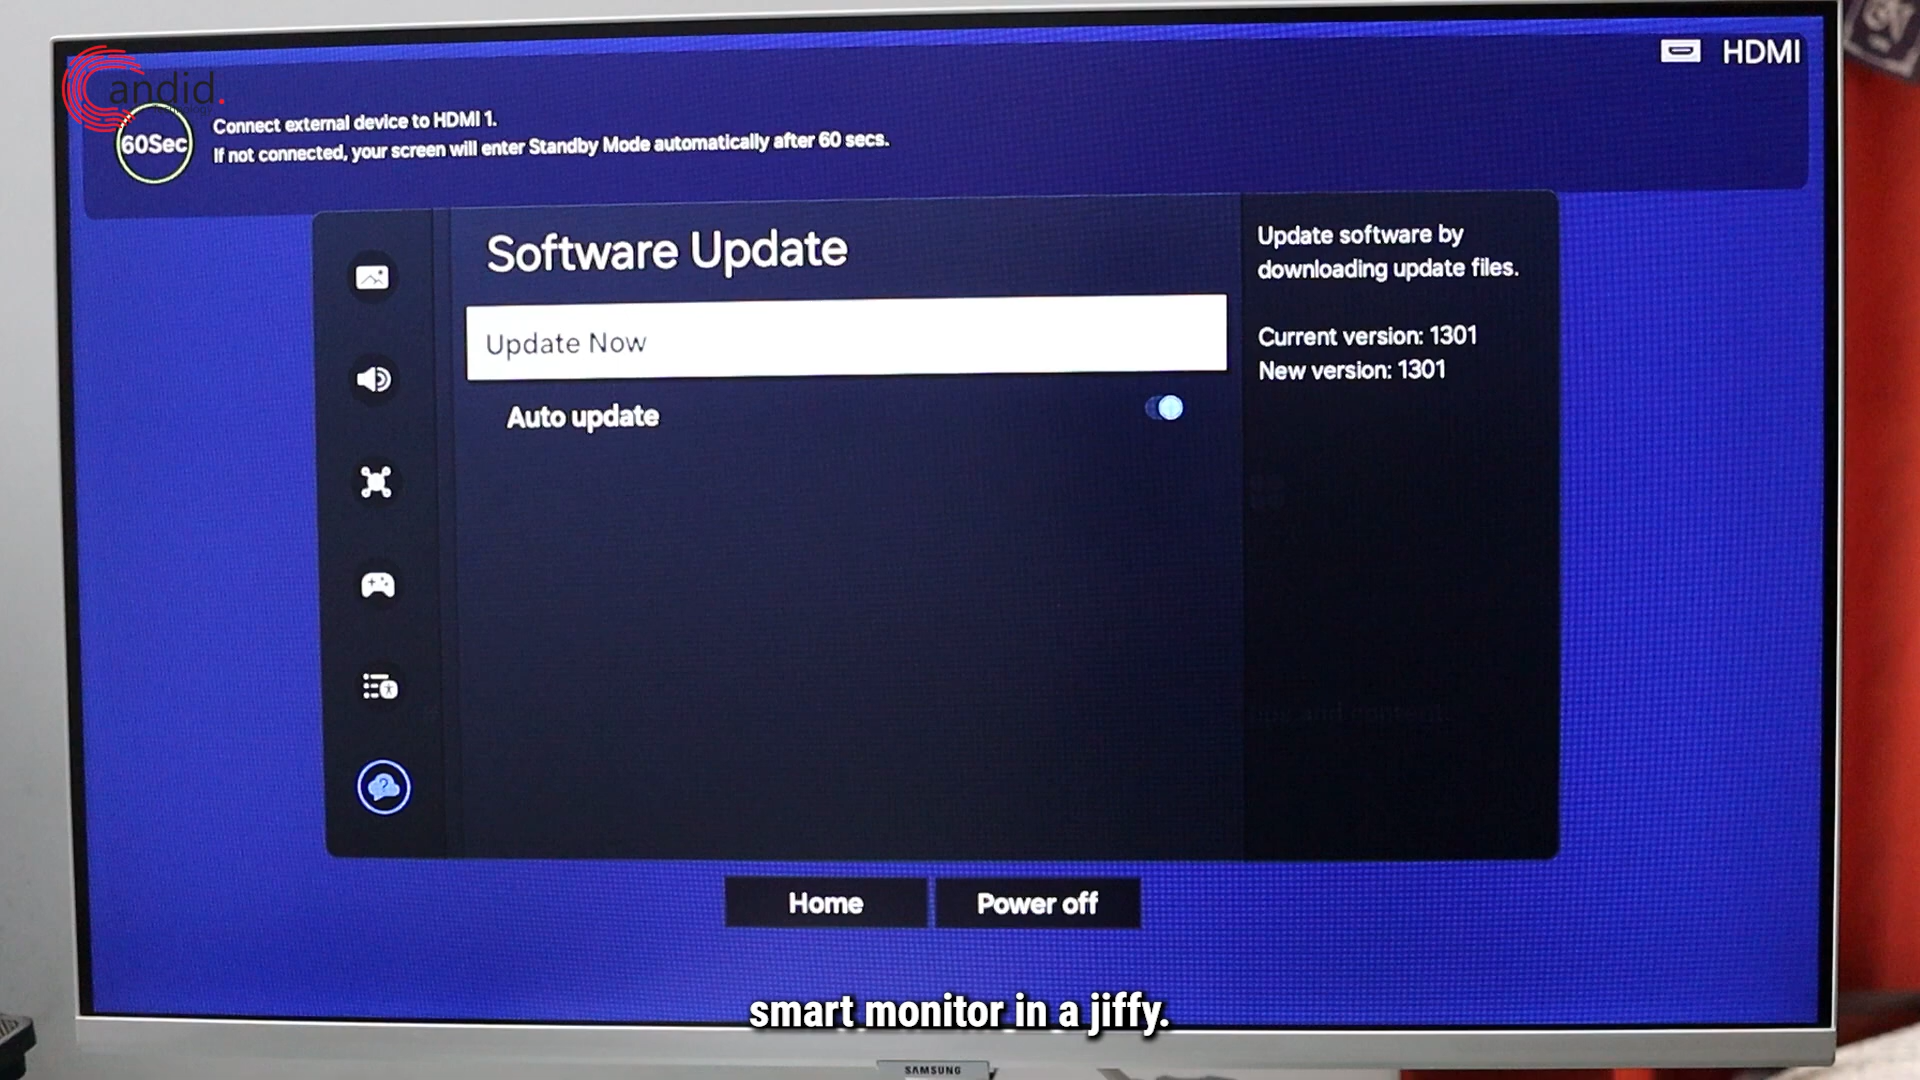 HDMI
Candid.
60Sec
Connect external device to HDMI 1.
If not connected, your screen will enter Standby Mode automatically after 60 secs.
Software Update
Update Now
Auto update
Update software by
downloading update files.
Current version: 1301
New version: 1301
Home
Power off
smart monitor in a jiffy.
SAMSUNG